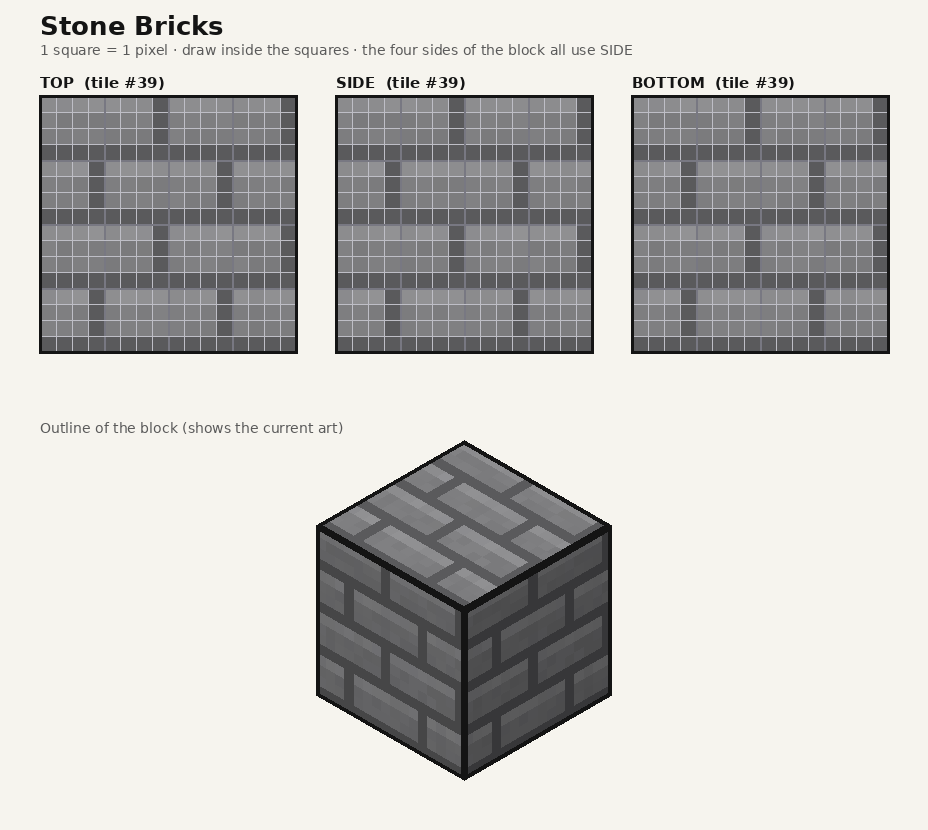 Stone Bricks
1 square = 1 pixel · draw inside the squares · the four sides of the block all use SIDE
TOP (tile #39)
SIDE (tile #39)
BOTTOM (tile #39)
Outline of the block (shows the current art)